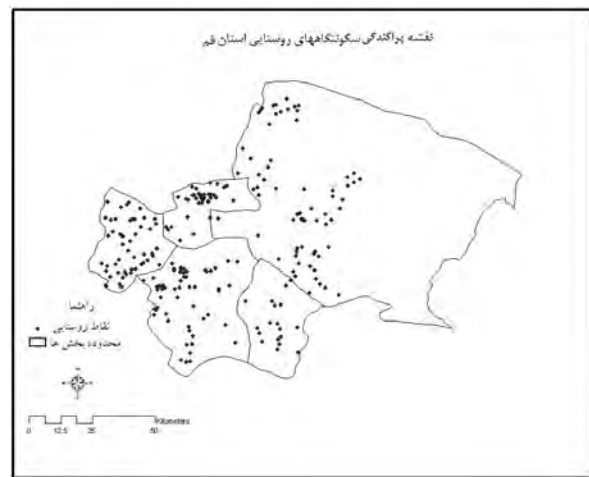 نقشه پراکندگی سکونتگاههای روستایی استان قم
راهنما
نقاط روستایی
محدوده بخش ها
Kilometers
0 12.5 25 50